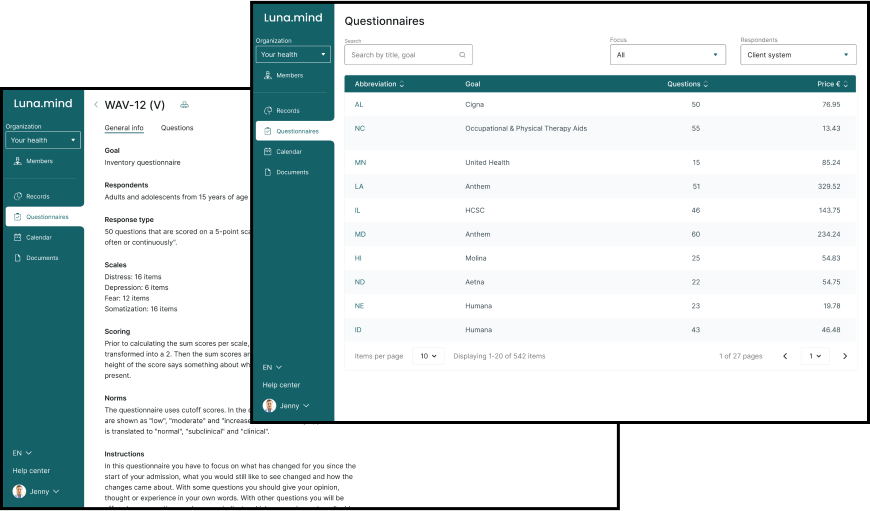 Luna.mind
Organization
Your health
Members
Records
Questionnaires
Calendar
Documents
EN
Help center
Jenny
Questionnaires
Search
Search by title, goal
Focus
All
Respondents
Client system
Abbreviation Goal Questions Price €
AL Cigna 50 76.95
NC Occupational & Physical Therapy Aids 55 13.43
MN United Health 15 85.24
LA Anthem 51 329.52
IL HCSC 46 143.75
MD Anthem 60 234.24
HI Molina 25 54.83
ND Aetna 22 54.75
NE Humana 23 19.78
ID Humana 43 46.48
Items per page 10 Displaying 1-20 of 542 items 1 of 27 pages 1
Luna.mind
Organization
Your health
Members
Records
Questionnaires
Calendar
Documents
EN
Help center
Jenny
WAV-12 (V)
General info Questions
Goal
Inventory questionnaire
Respondents
Adults and adolescents from 15 years of age
Response type
50 questions that are scored on a 5-point
often or continuously".
Scales
Distress: 16 items
Depression: 6 items
Fear: 12 items
Somatization: 16 items
Scoring
Prior to calculating the sum scores per scale,
transformed into a 2. Then the sum scores
height of the score says something about
present.
Norms
The questionnaire uses cutoff scores. In the
are shown as "low", "moderate" and
is translated to "normal", "subclinical" and "clinical".
Instructions
In this questionnaire you have to focus on what has changed for you since the
start of your admission, what you would still like to see changed and how the
changes came about. With some questions you should give your opinion,
thought or experience in your own words. With other questions you will be